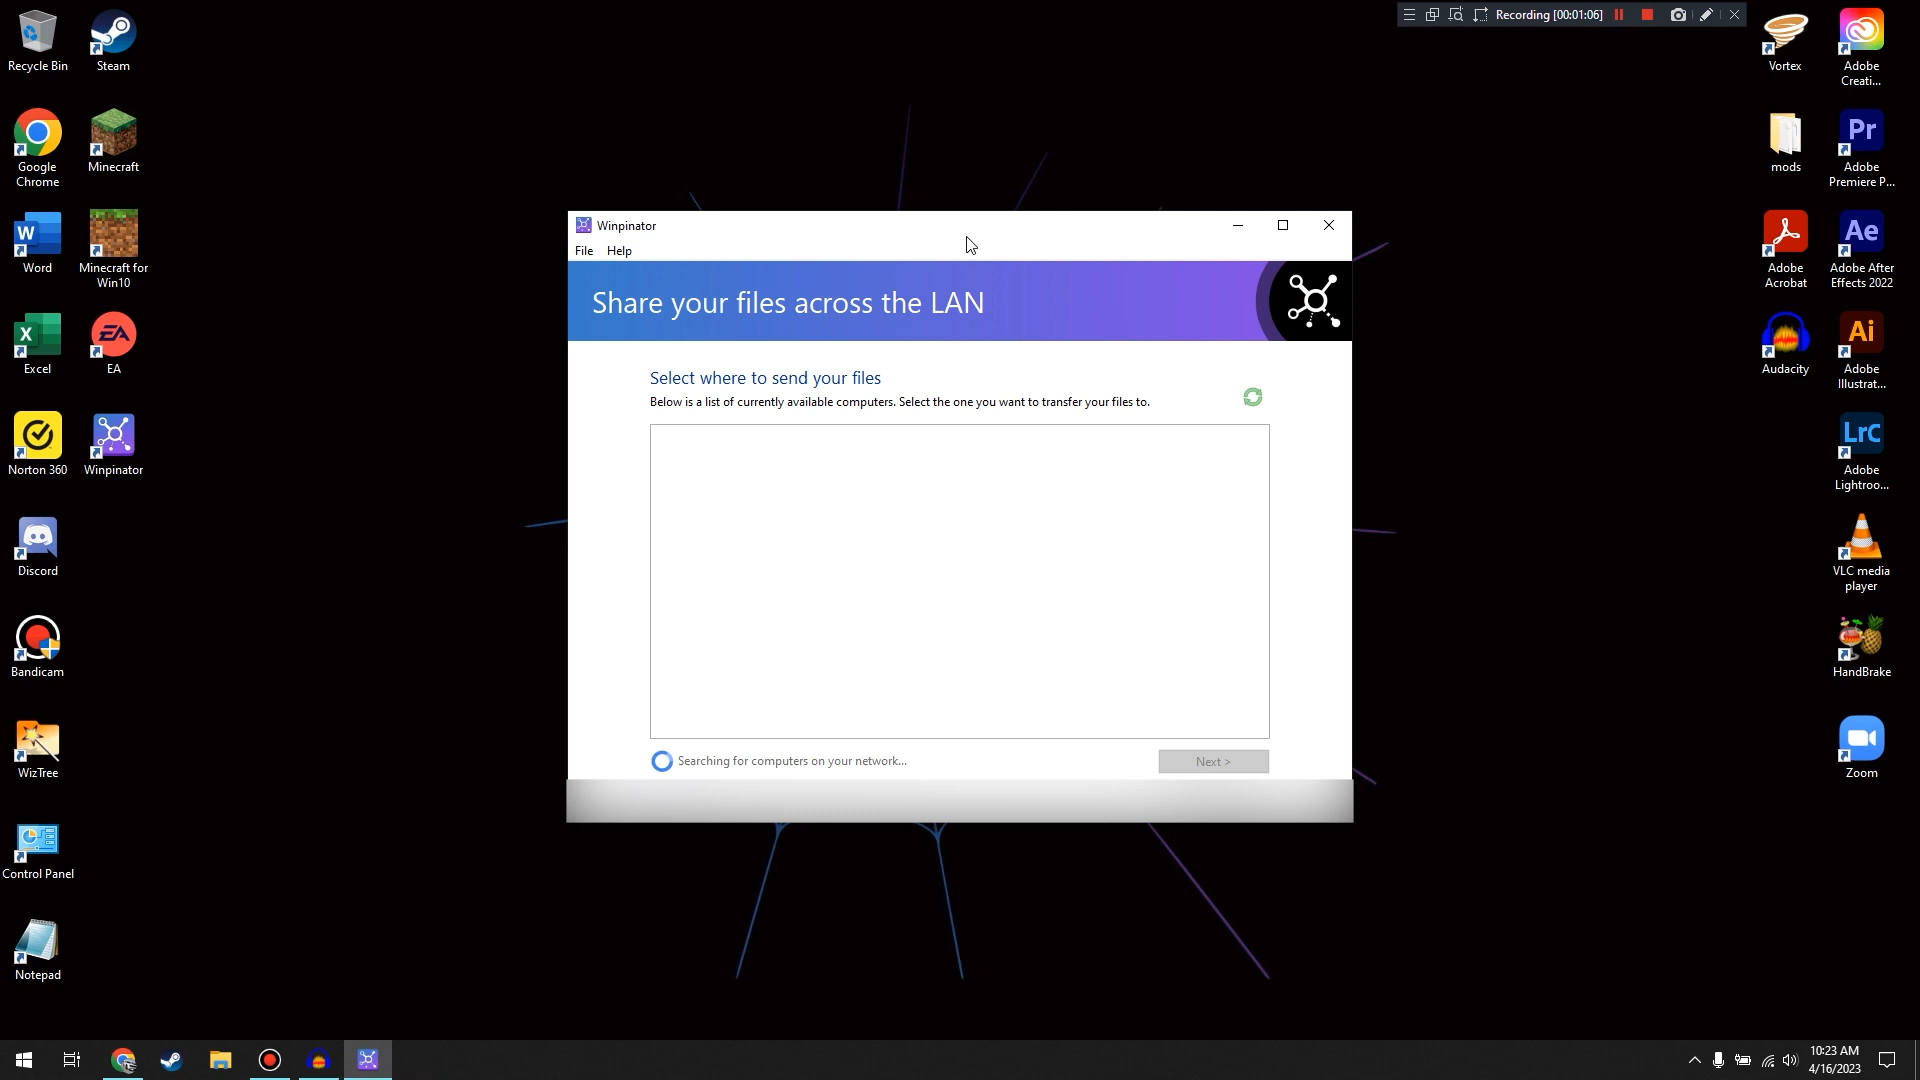 Recording [00:01:06]
Recycle Bin
Steam
Google
Chrome
Minecraft
Word
Minecraft for
Win10
Excel
EA
Norton 360
Winpinator
Discord
Bandicam
WizTree
Control Panel
Notepad
Winpinator
File Help
Share your files across the LAN
Select where to send your files
Below is a list of currently available computers. Select the one you want to transfer your files to.
Searching for computers on your network...
Next >
Vortex
Adobe
Creati...
mods
Pr
Adobe
Premiere P...
Adobe
Acrobat
Ae
Adobe After
Effects 2022
Audacity
Ai
Adobe
Illustrat...
LrC
Adobe
Lightroo...
VLC media
player
HandBrake
Zoom
10:23 AM
4/16/2023